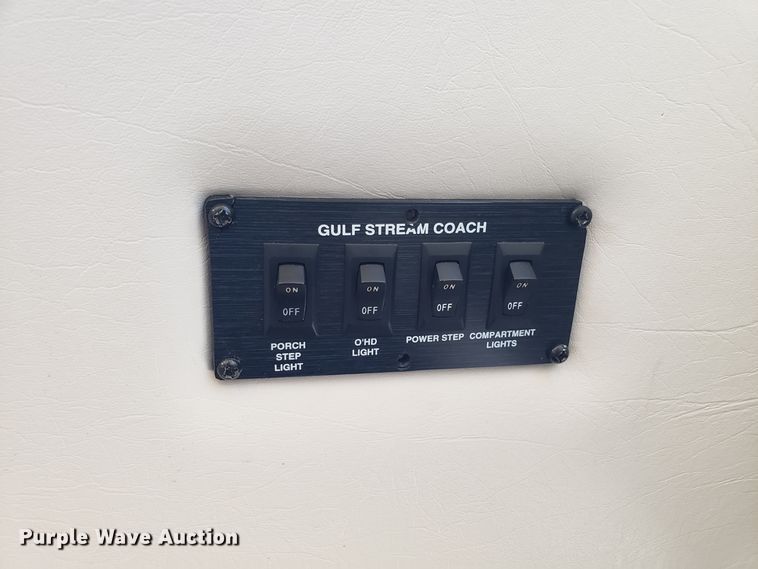 GULF STREAM COACH
ON ON ON ON
OFF OFF OFF OFF
PORCH
STEP
LIGHT
O'HD
LIGHT
POWER STEP
COMPARTMENT
LIGHTS
Purple Wave Auction